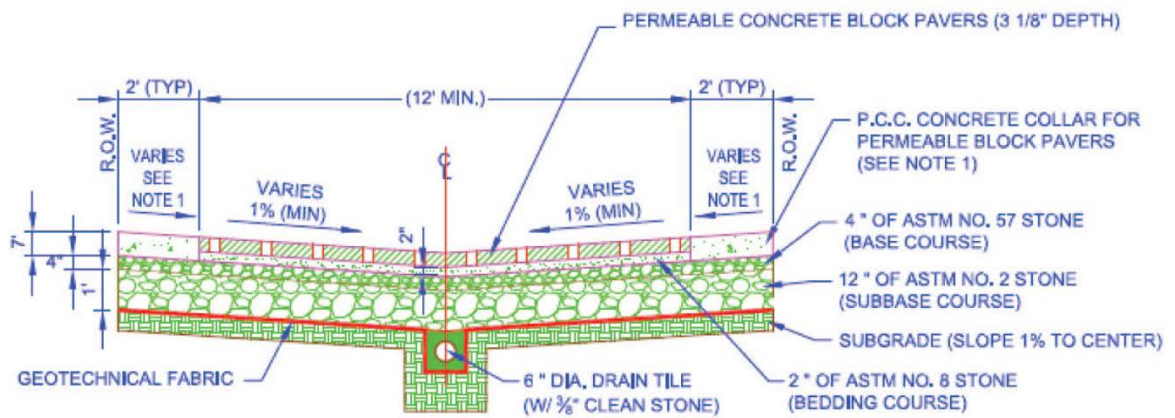 PERMEABLE CONCRETE BLOCK PAVERS (3 1/8" DEPTH)
2' (TYP)
(12' MIN.)
2' (TYP)
R.O.W.
R.O.W.
P.C.C. CONCRETE COLLAR FOR
PERMEABLE BLOCK PAVERS
(SEE NOTE 1)
VARIES
SEE
NOTE 1
VARIES
1% (MIN)
CL
VARIES
1% (MIN)
VARIES
SEE
NOTE 1
7'
4"
1'
2"
4 " OF ASTM NO. 57 STONE
(BASE COURSE)
12 " OF ASTM NO. 2 STONE
(SUBBASE COURSE)
SUBGRADE (SLOPE 1% TO CENTER)
GEOTECHNICAL FABRIC
6 " DIA. DRAIN TILE
(W/ ⅜" CLEAN STONE)
2 " OF ASTM NO. 8 STONE
(BEDDING COURSE)